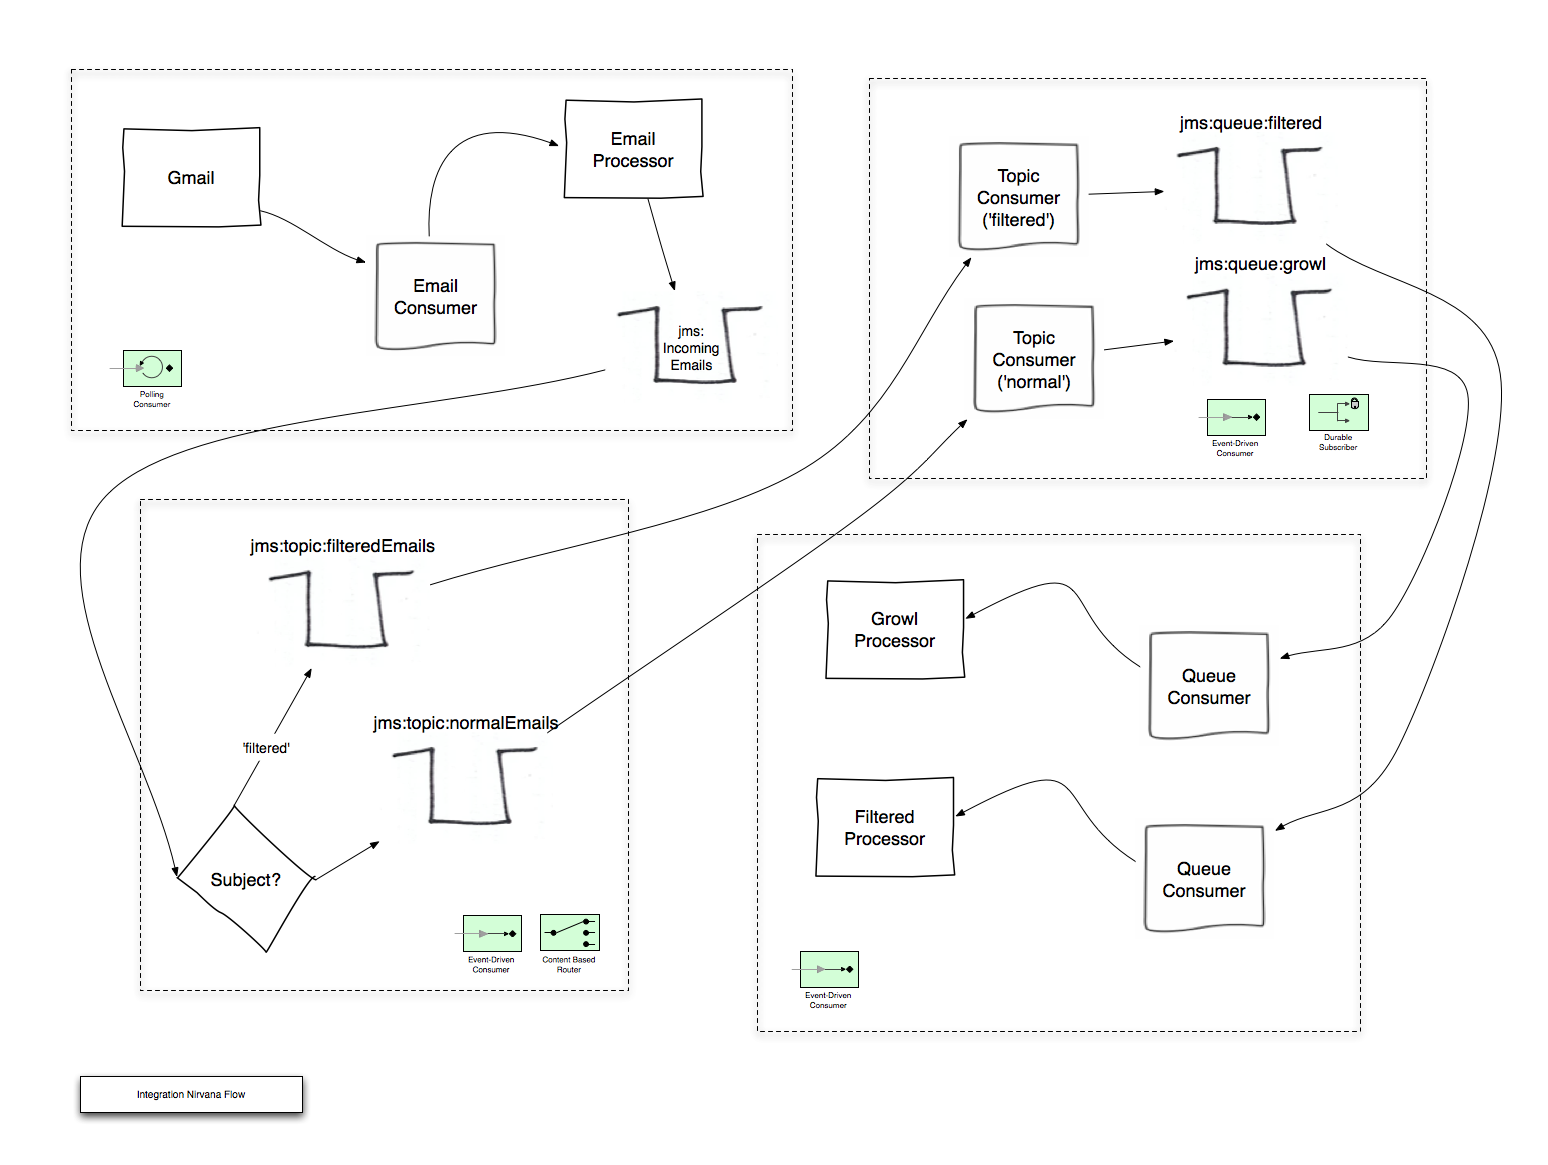 Gmail
Email
Consumer
Email
Processor
jms:
Incoming
Emails
Polling
Consumer
jms:topic:filteredEmails
'filtered'
jms:topic:normalEmails
Subject?
Event-Driven
Consumer
Content Based
Router
Topic
Consumer
('filtered')
jms:queue:filtered
Topic
Consumer
('normal')
jms:queue:growl
Event-Driven
Consumer
Durable
Subscriber
Growl
Processor
Queue
Consumer
Filtered
Processor
Queue
Consumer
Event-Driven
Consumer
Integration Nirvana Flow